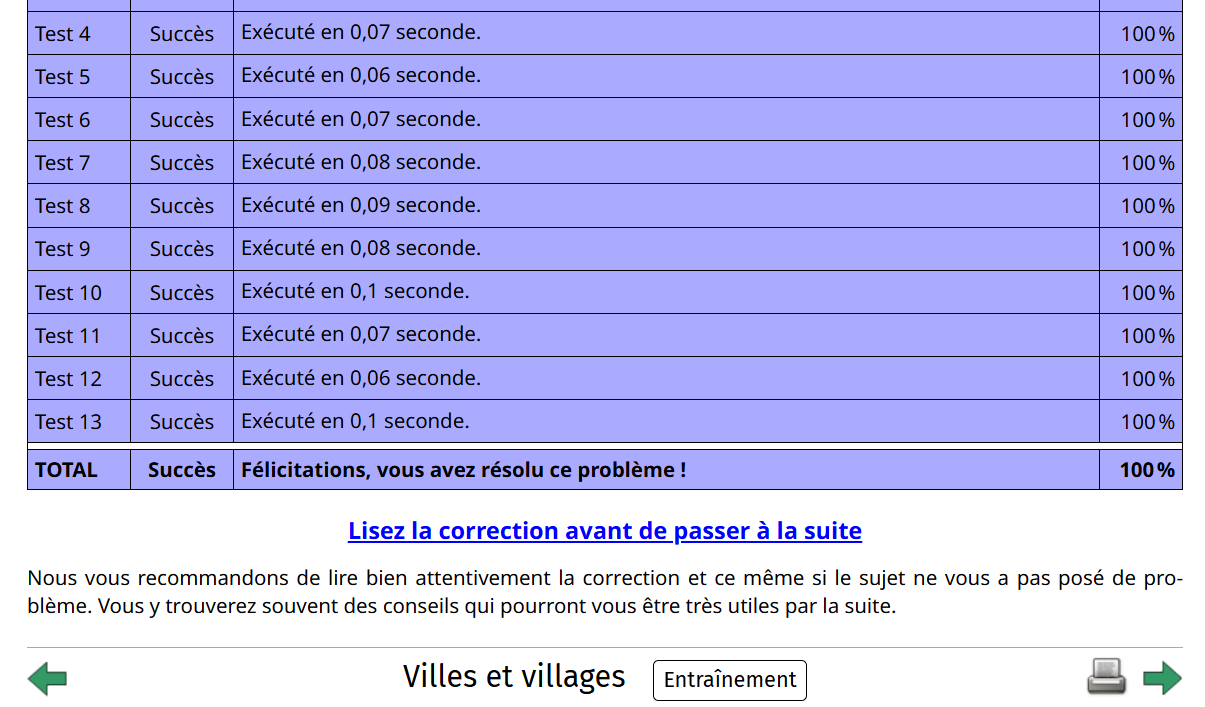 Test 4 Succès Exécuté en 0,07 seconde. 100 %
Test 5 Succès Exécuté en 0,06 seconde. 100 %
Test 6 Succès Exécuté en 0,07 seconde. 100 %
Test 7 Succès Exécuté en 0,08 seconde. 100 %
Test 8 Succès Exécuté en 0,09 seconde. 100 %
Test 9 Succès Exécuté en 0,08 seconde. 100 %
Test 10 Succès Exécuté en 0,1 seconde. 100 %
Test 11 Succès Exécuté en 0,07 seconde. 100 %
Test 12 Succès Exécuté en 0,06 seconde. 100 %
Test 13 Succès Exécuté en 0,1 seconde. 100 %
TOTAL Succès Félicitations, vous avez résolu ce problème ! 100 %
Lisez la correction avant de passer à la suite
Nous vous recommandons de lire bien attentivement la correction et ce même si le sujet ne vous a pas posé de pro-
blème. Vous y trouverez souvent des conseils qui pourront vous être très utiles par la suite.
Villes et villages Entraînement